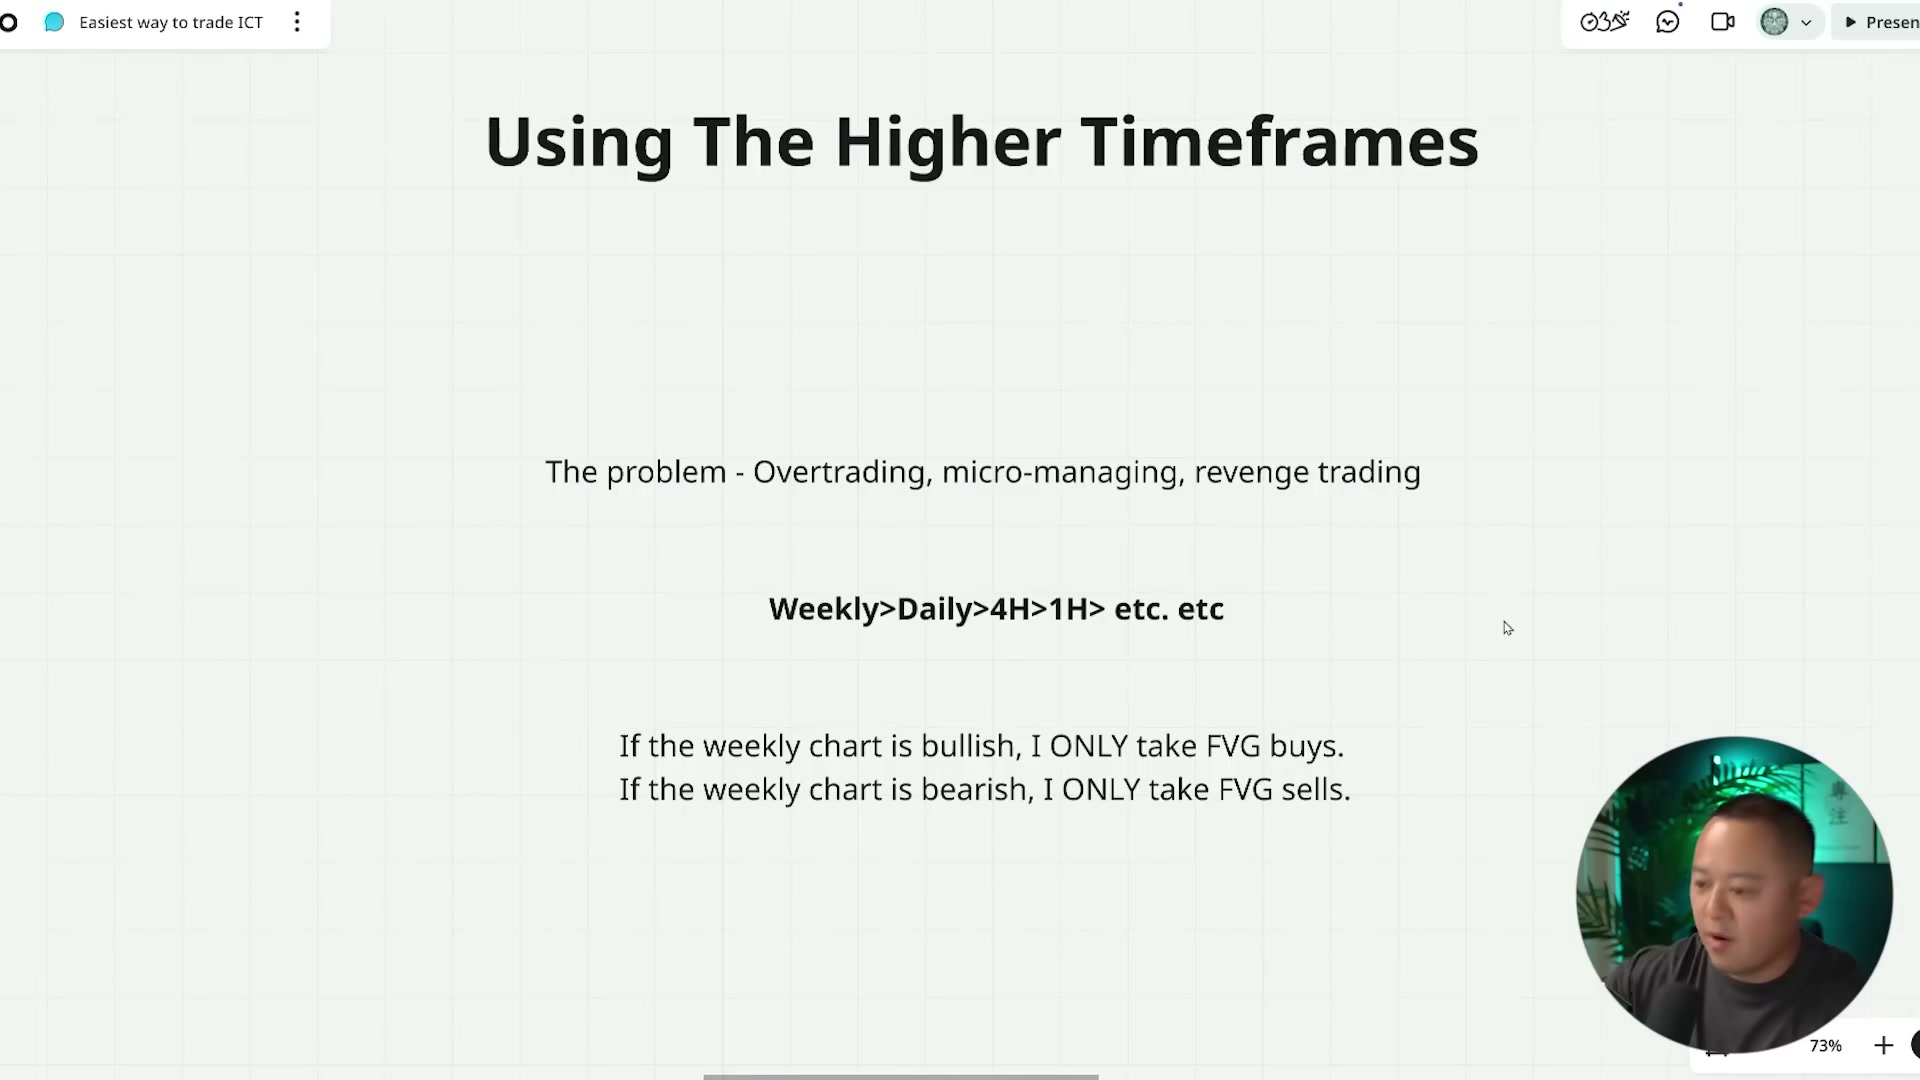 Easiest way to trade ICT
Presen
Using The Higher Timeframes
The problem - Overtrading, micro-managing, revenge trading
Weekly>Daily>4H>1H> etc. etc
If the weekly chart is bullish, I ONLY take FVG buys.
If the weekly chart is bearish, I ONLY take FVG sells.
專
注
73%